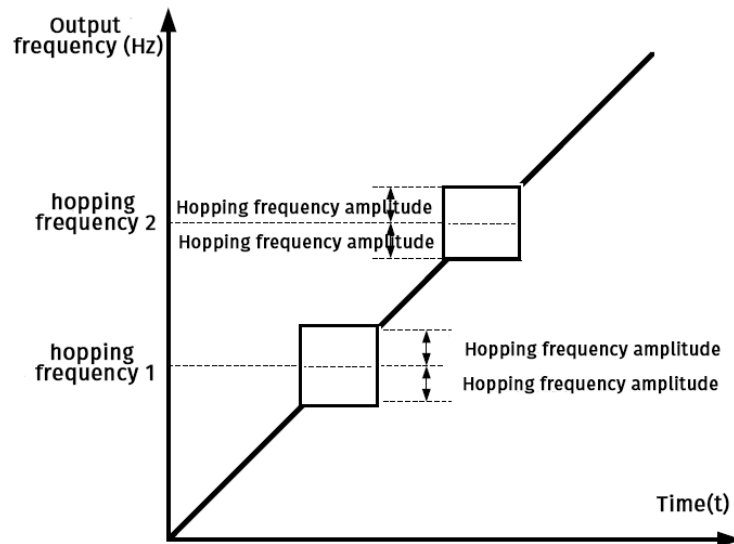 Output
frequency (Hz)
hopping
frequency 2
Hopping frequency amplitude
Hopping frequency amplitude
hopping
frequency 1
Hopping frequency amplitude
Hopping frequency amplitude
Time(t)